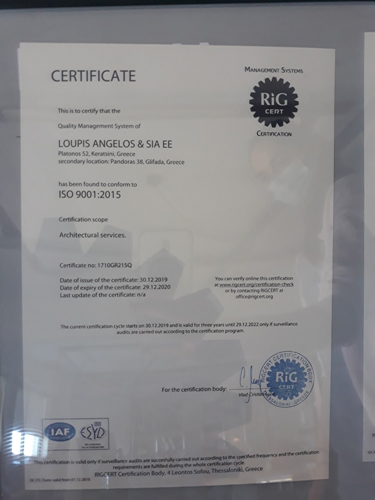 CERTIFICATE
MANAGEMENT SYSTEMS
RiG
CERT
CERTIFICATION
This is to certify that the
Quality Management System of
LOUPIS ANGELOS & SIA EE
Platonos 52, Keratsini, Greece
secondary location: Pandoras 38, Glifada, Greece
has been found to conform to
ISO 9001:2015
Certification scope
Architectural services.
Certificate no: 1710GR215Q
Date of issue of the certificate: 30.12.2019
Date of expiry of the certificate: 29.12.2020
Last update of the certificate: n/a
You can verify online this certification
at www.rigcert.org/certification-check
or by contacting RIGCERT at
office@rigcert.org
The current certification cycle starts on 30.12.2019 and is valid for three years until 29.12.2022 only if surveillance
audits are carried out according to the certification program.
For the certification body:
RiG
CERT
IAF
ΕΣΥΔ
This certification is valid only if surveillance audits are succesfully carried out according to the specified frequency and the certification
requirements are fulfilled during the whole certification cycle
RIGCERT Certification Body, 4 Leontos Sofou, Thessaloniki, Greece